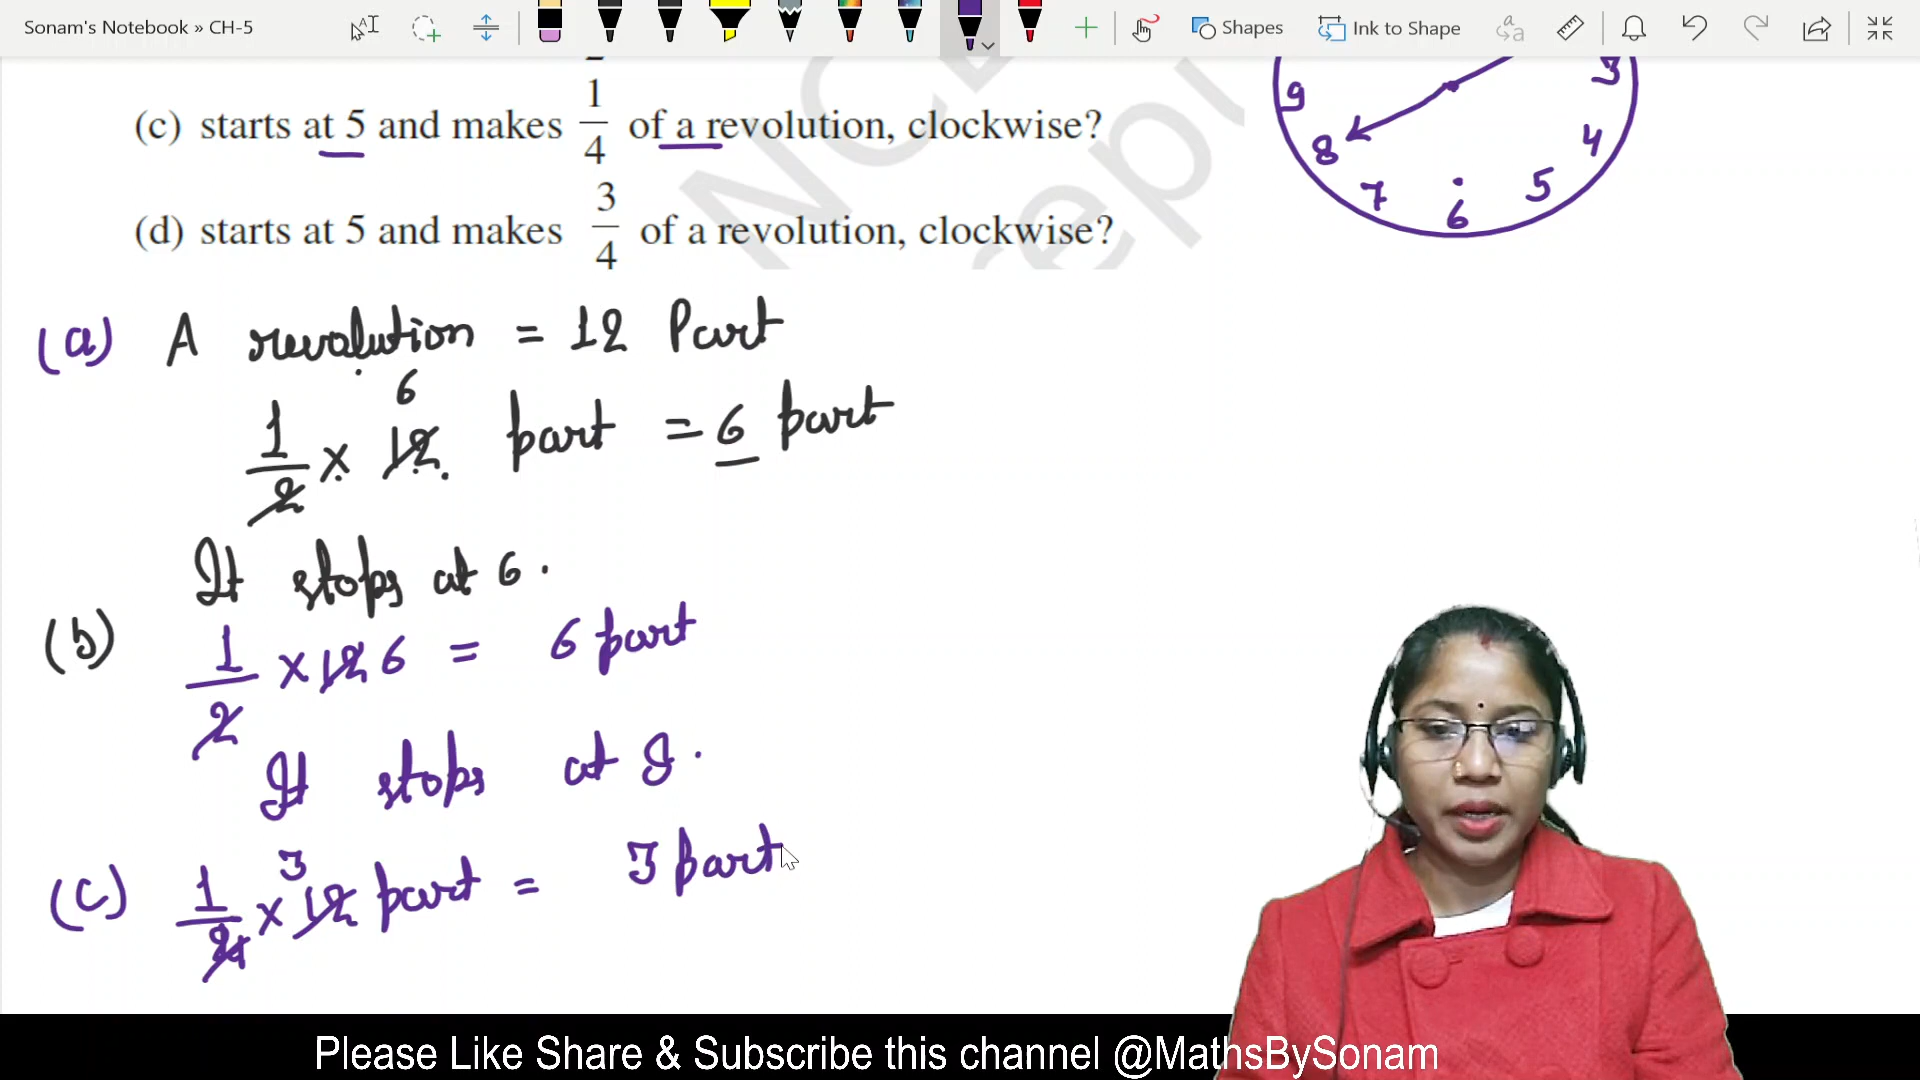 Sonam's Notebook » CH-5
Shapes
Ink to Shape
(c) starts at 5 and makes 1/4 of a revolution, clockwise?
(d) starts at 5 and makes 3/4 of a revolution, clockwise?
9 3
8 4
7 6 5
(a) A revolution = 12 Part
1/2 × 12 6 part = 6 part
It stops at 6.
(b) 1/2 × 12 6 = 6 part
It stops at 8.
(c) 1/4 × 12 3 part = 3 part
Please Like Share & Subscribe this channel @MathsBySonam